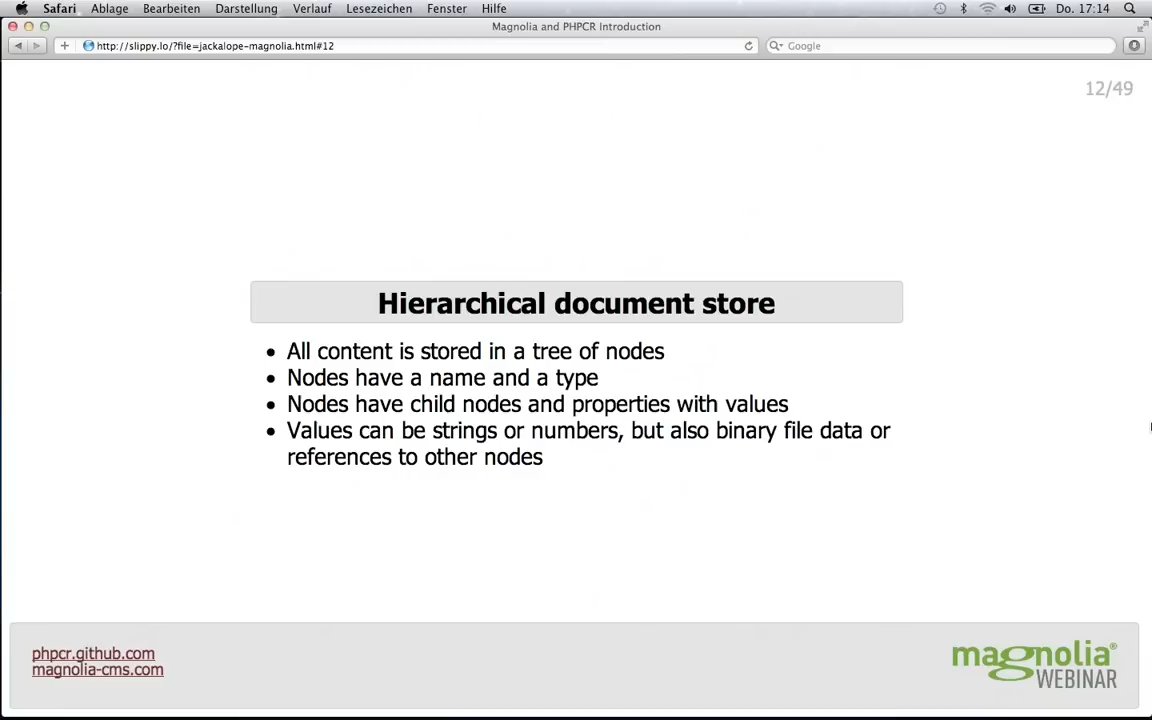 Safari Ablage Bearbeiten Darstellung Verlauf Lesezeichen Fenster Hilfe Do. 17:14
Magnolia and PHPCR Introduction
http://slippy.lo/?file=jackalope-magnolia.html#12 Google
12/49
Hierarchical document store
• All content is stored in a tree of nodes
• Nodes have a name and a type
• Nodes have child nodes and properties with values
• Values can be strings or numbers, but also binary file data or
references to other nodes
phpcr.github.com
magnolia-cms.com
magnolia®
WEBINAR